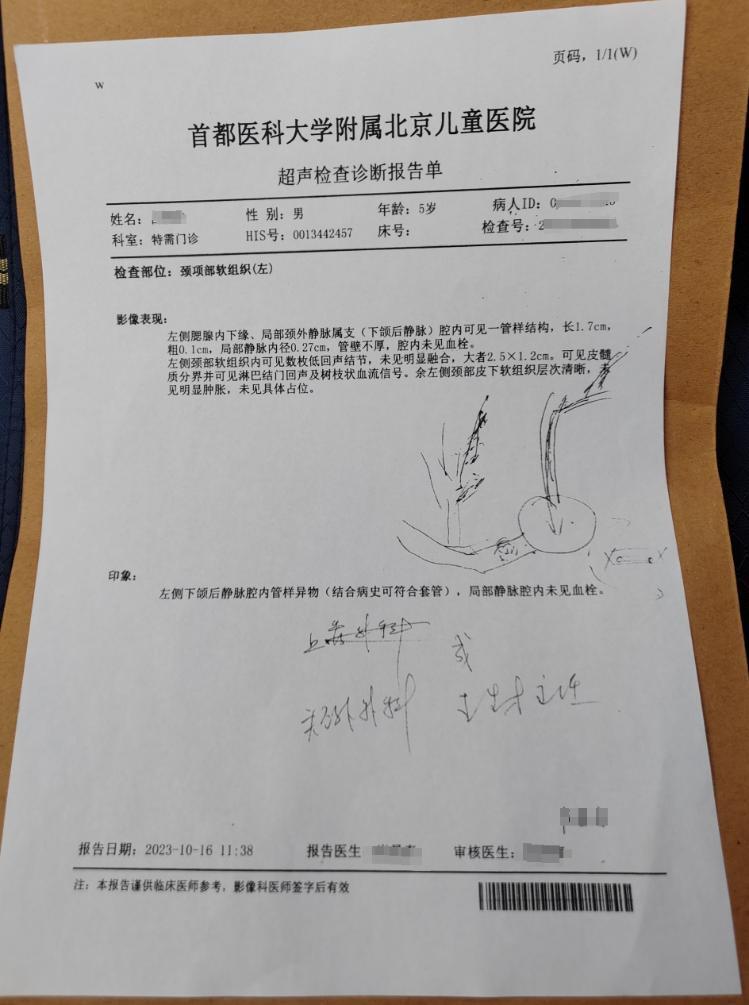 页码，1/1(W)
W
首都医科大学附属北京儿童医院
超声检查诊断报告单
姓名： 性 别：男 年龄：5岁 病人ID：0
科室：特需门诊 HIS号：0013442457 床号： 检查号：2
检查部位：颈项部软组织(左)
影像表现：
左侧腮腺内下缘、局部颈外静脉属支（下颌后静脉）腔内可见一管样结构，长1.7cm，
粗0.1cm，局部静脉内径0.27cm，管壁不厚，腔内未见血栓。
左侧颈部软组织内可见数枚低回声结节，未见明显融合，大者2.5×1.2cm。可见皮髓
质分界并可见淋巴结门回声及树枝状血流信号。余左侧颈部皮下软组织层次清晰，未
见明显肿胀，未见具体占位。
印象：
左侧下颌后静脉腔内管样异物（结合病史可符合套管），局部静脉腔内未见血栓。
或
外科 主任
报告日期：2023-10-16 11:38 报告医生 审核医生：
注：本报告谨供临床医师参考，影像科医师签字后有效